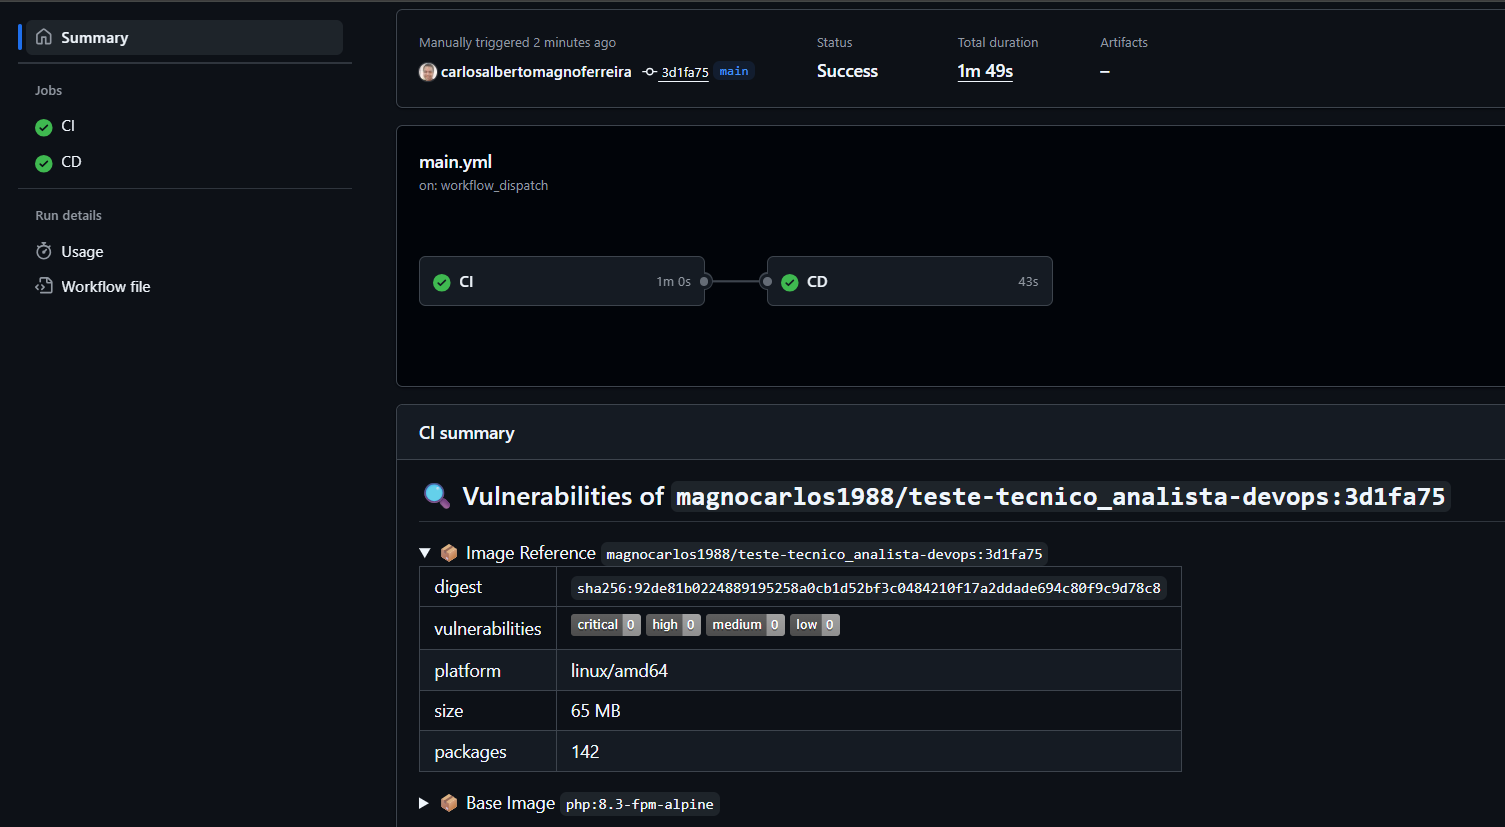 Summary
Jobs
CI
CD
Run details
Usage
Workflow file
Manually triggered 2 minutes ago
carlosalbertomagnoferreira 3d1fa75 main
Status
Success
Total duration
1m 49s
Artifacts
–
main.yml
on: workflow_dispatch
CI 1m 0s
CD 43s
CI summary
Vulnerabilities of magnocarlos1988/teste-tecnico_analista-devops:3d1fa75
Image Reference magnocarlos1988/teste-tecnico_analista-devops:3d1fa75
digest sha256:92de81b0224889195258a0cb1d52bf3c0484210f17a2ddade694c80f9c9d78c8
vulnerabilities critical 0 high 0 medium 0 low 0
platform linux/amd64
size 65 MB
packages 142
Base Image php:8.3-fpm-alpine